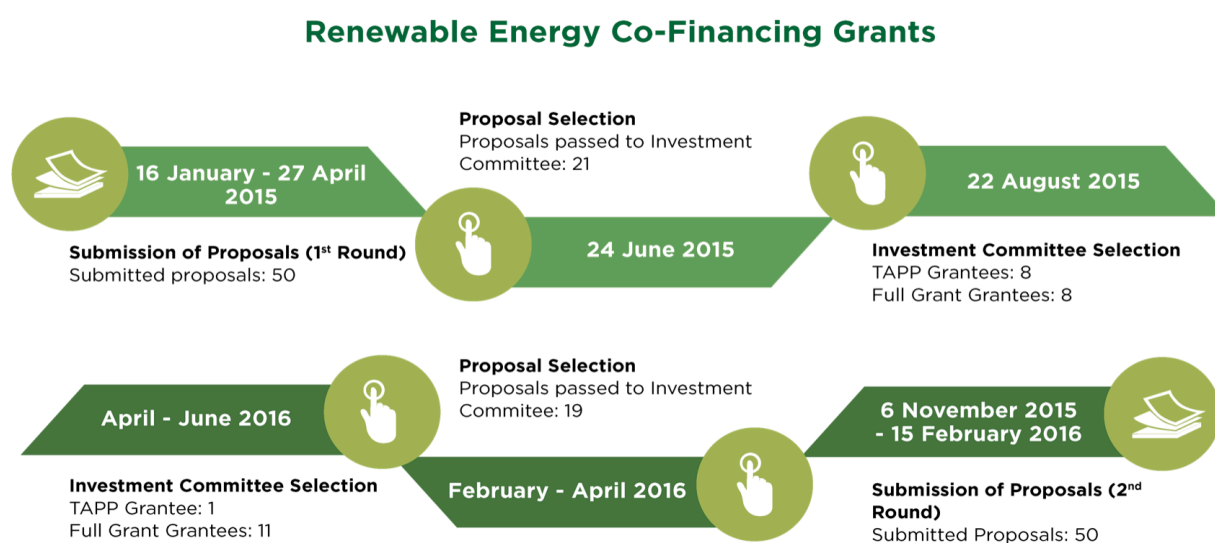 Renewable Energy Co-Financing Grants
16 January - 27 April
2015
Submission of Proposals (1st Round)
Submitted proposals: 50
Proposal Selection
Proposals passed to Investment
Committee: 21
24 June 2015
22 August 2015
Investment Committee Selection
TAPP Grantees: 8
Full Grant Grantees: 8
6 November 2015
- 15 February 2016
Submission of Proposals (2nd
Round)
Submitted Proposals: 50
Proposal Selection
Proposals passed to Investment
Commitee: 19
February - April 2016
April - June 2016
Investment Committee Selection
TAPP Grantee: 1
Full Grant Grantees: 11